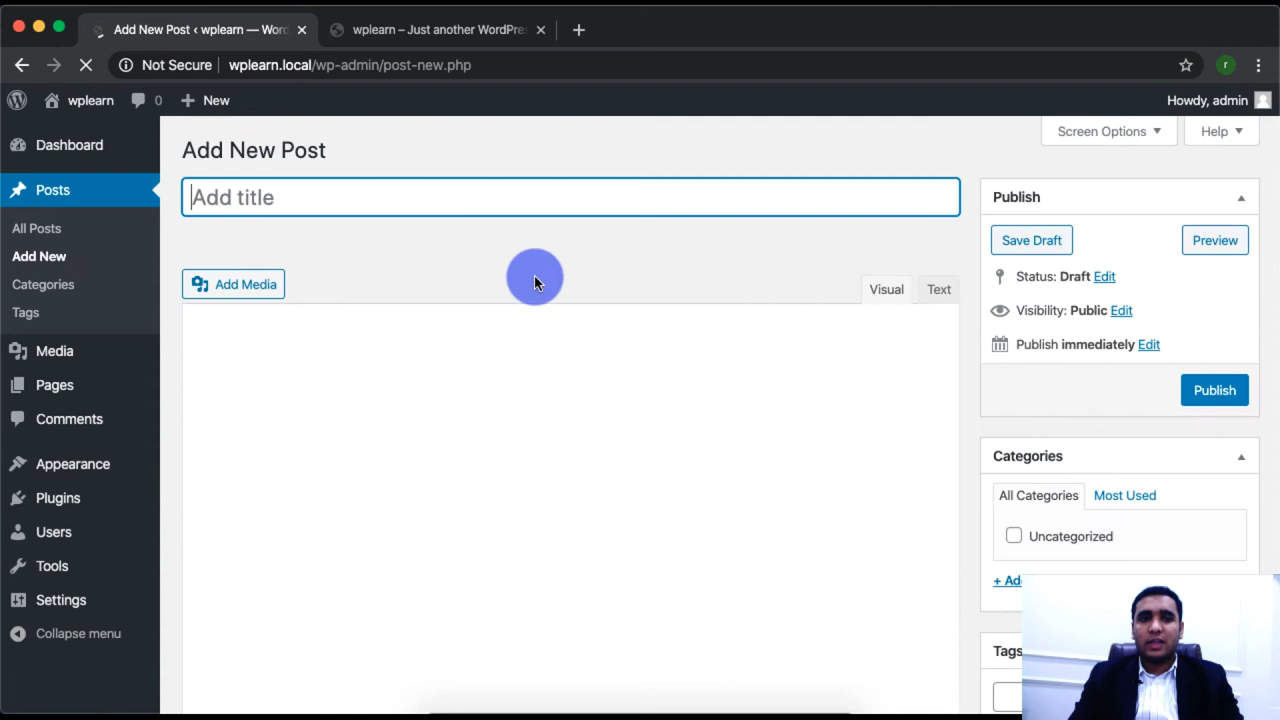 Add New Post ‹ wplearn — Word
wplearn – Just another WordPres
Not Secure
wplearn.local/wp-admin/post-new.php
r
wplearn
0
New
Howdy, admin
Dashboard
Posts
All Posts
Add New
Categories
Tags
Media
Pages
Comments
Appearance
Plugins
Users
Tools
Settings
Collapse menu
Screen Options
Help
Add New Post
Add title
Add Media
Visual
Text
Publish
Save Draft
Preview
Status: Draft Edit
Visibility: Public Edit
Publish immediately Edit
Publish
Categories
All Categories
Most Used
Uncategorized
+ Ad
Tags